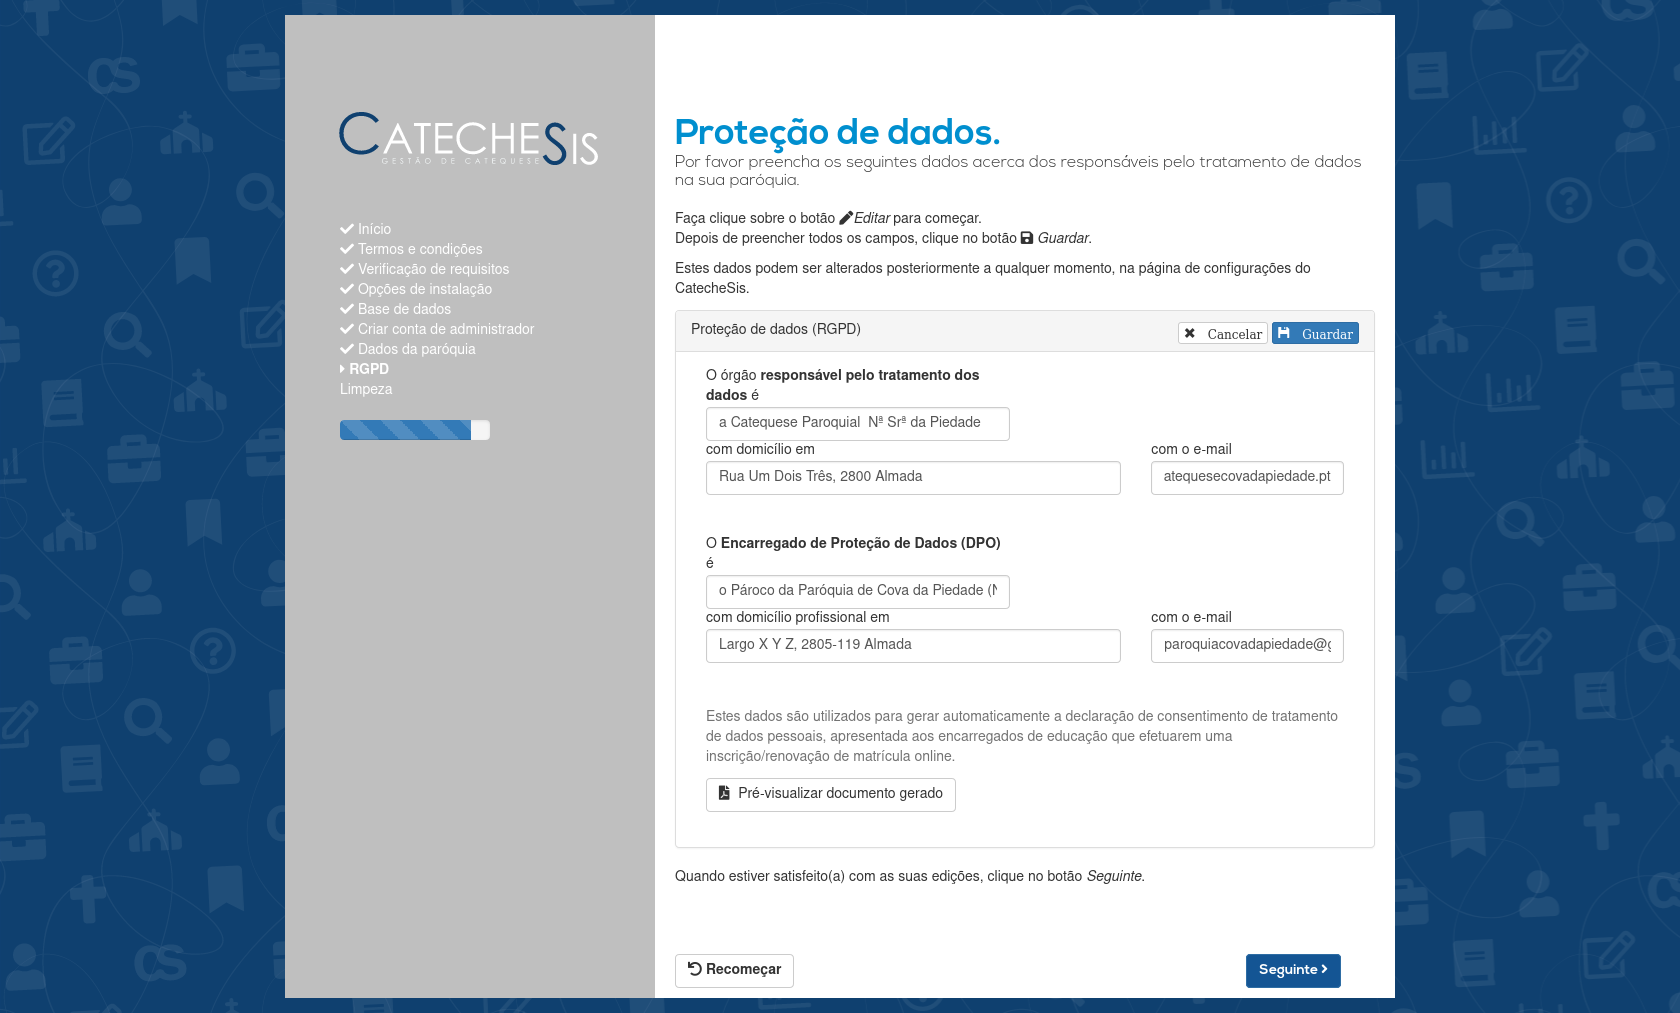 CATECHESIS
GESTÃO DE CATEQUESE
Início
Termos e condições
Verificação de requisitos
Opções de instalação
Base de dados
Criar conta de administrador
Dados da paróquia
RGPD
Limpeza
Proteção de dados.
Por favor preencha os seguintes dados acerca dos responsáveis pelo tratamento de dados
na sua paróquia.
Faça clique sobre o botão Editar para começar.
Depois de preencher todos os campos, clique no botão Guardar.
Estes dados podem ser alterados posteriormente a qualquer momento, na página de configurações do
CatecheSis.
Proteção de dados (RGPD)
Cancelar
Guardar
O órgão responsável pelo tratamento dos
dados é
a Catequese Paroquial  Nª Srª da Piedade
com domicílio em
com o e-mail
Rua Um Dois Três, 2800 Almada
atequesecovadapiedade.pt
O Encarregado de Proteção de Dados (DPO)
é
o Pároco da Paróquia de Cova da Piedade (
com domicílio profissional em
com o e-mail
Largo X Y Z, 2805-119 Almada
paroquiacovadapiedade@
Estes dados são utilizados para gerar automaticamente a declaração de consentimento de tratamento
de dados pessoais, apresentada aos encarregados de educação que efetuarem uma
inscrição/renovação de matrícula online.
Pré-visualizar documento gerado
Quando estiver satisfeito(a) com as suas edições, clique no botão Seguinte.
Recomeçar
Seguinte